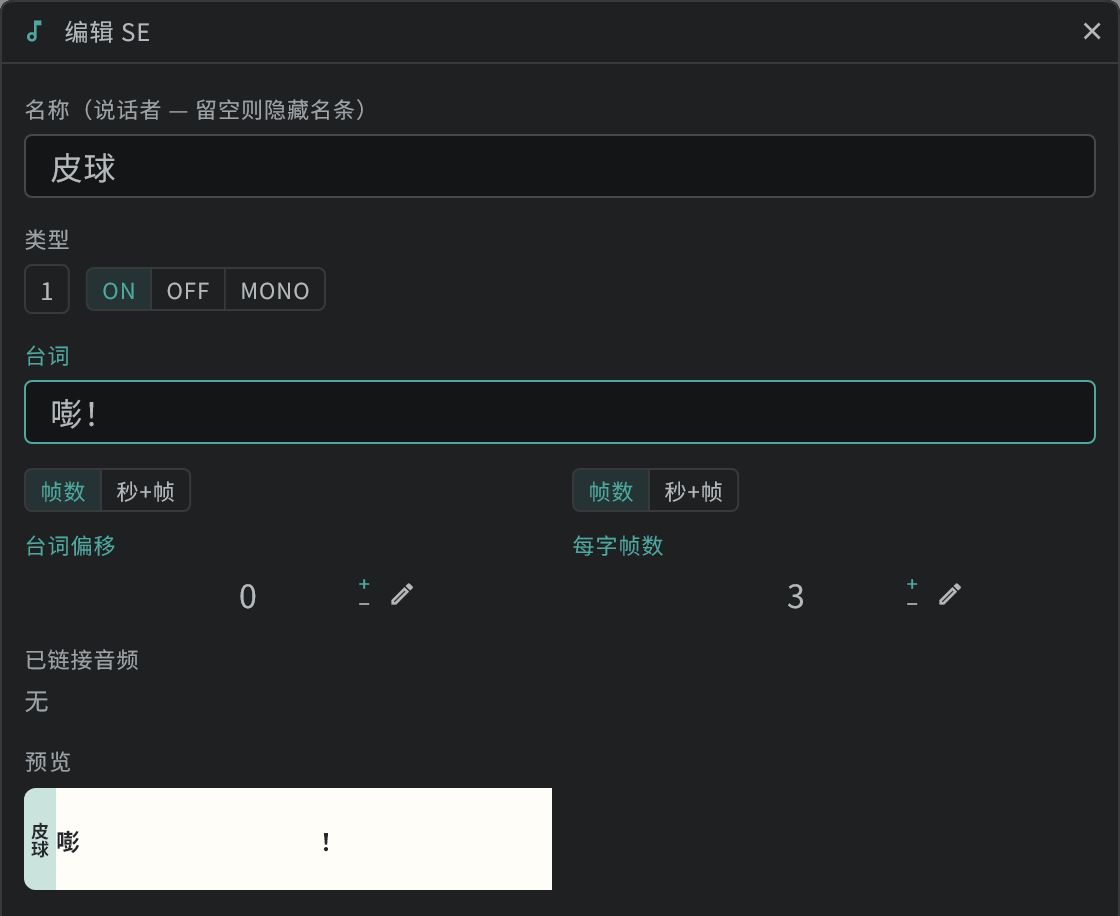 编辑 SE
名称（说话者 — 留空则隐藏名条）
皮球
类型
1 ON OFF MONO
台词
嘭！
帧数 秒+帧 帧数 秒+帧
台词偏移 每字帧数
0 + − 3 + −
已链接音频
无
预览
皮球 嘭 ！